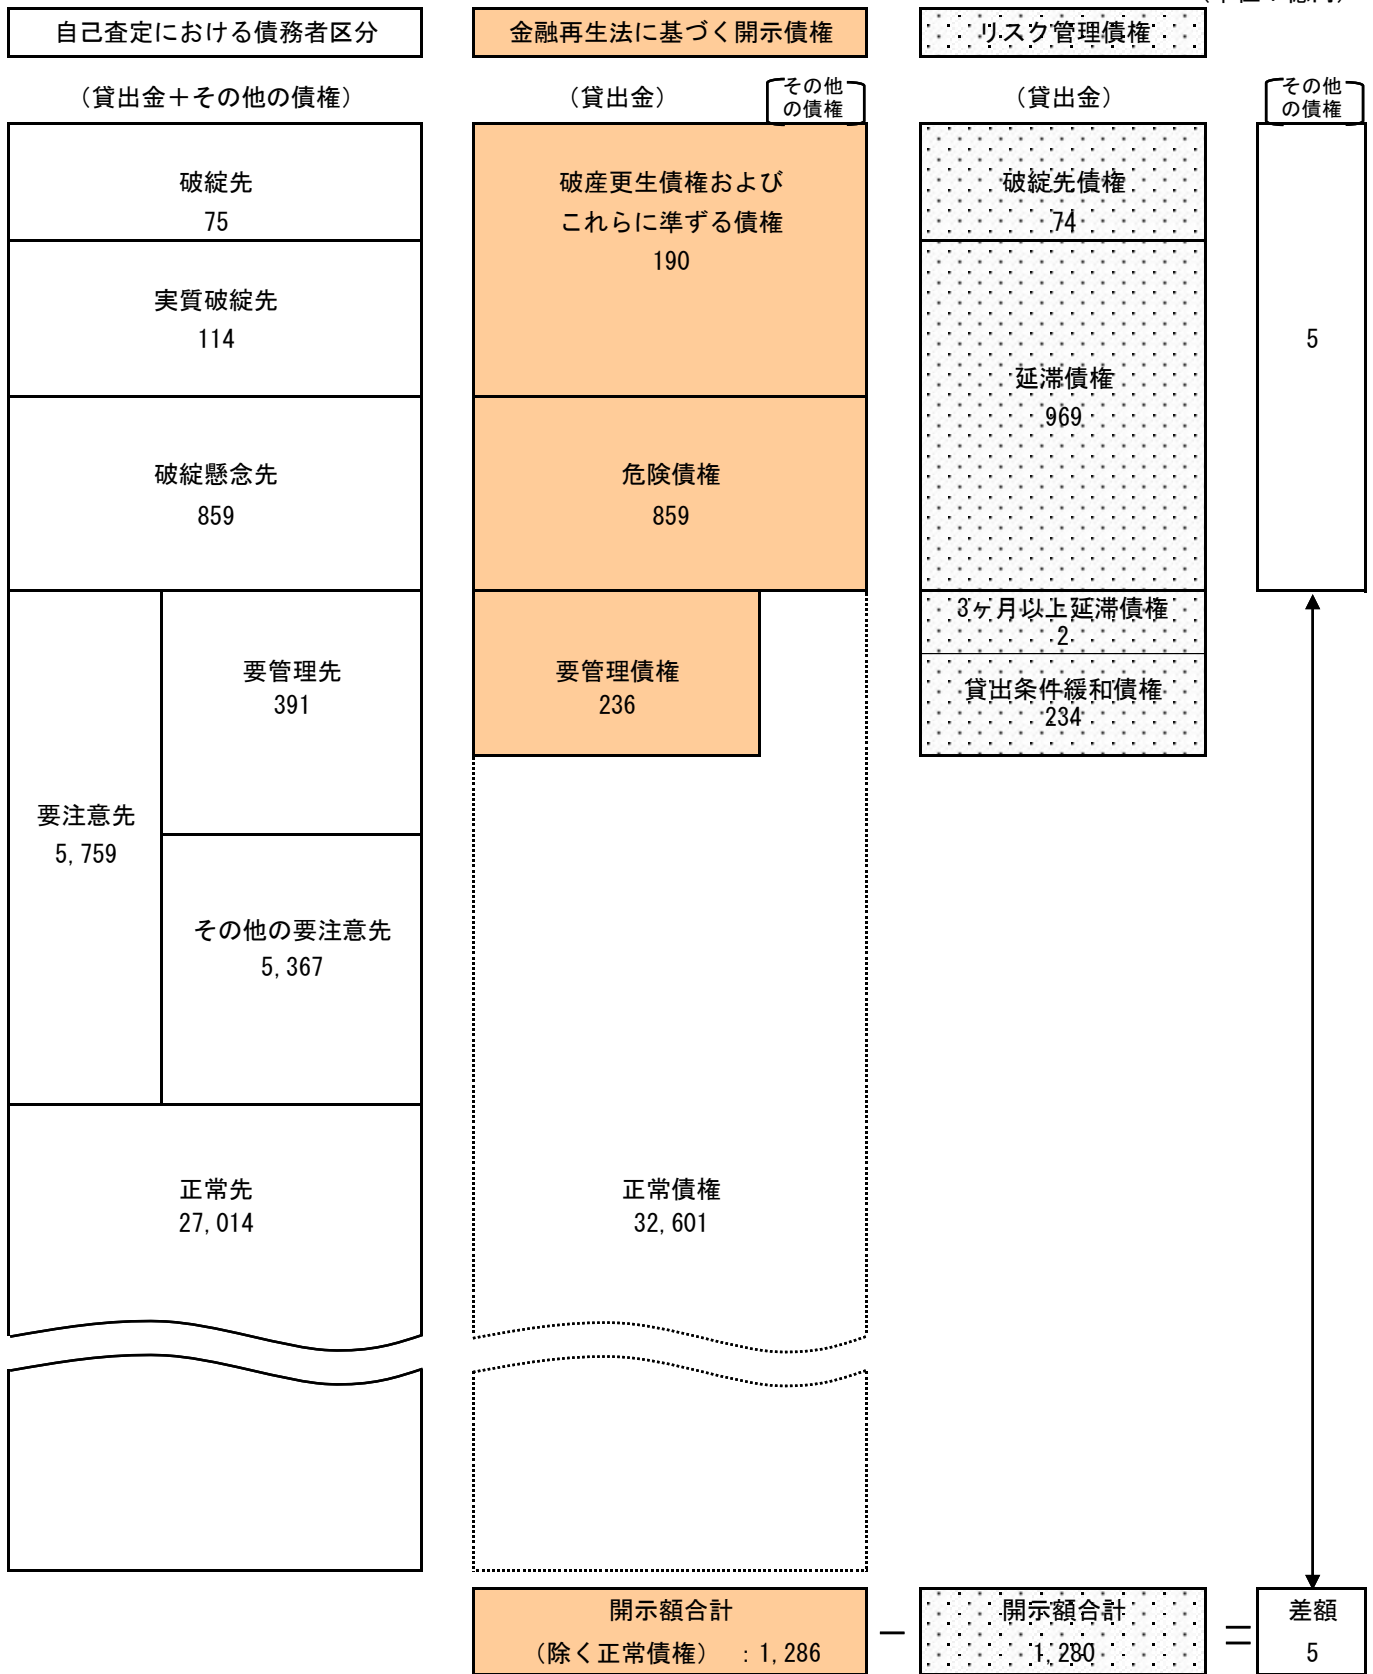 自己査定における債務者区分
金融再生法に基づく開示債権
リスク管理債権
（貸出金＋その他の債権）
（貸出金）
その他
の債権
（貸出金）
その他
の債権
破綻先
75
実質破綻先
114
破綻懸念先
859
要注意先
5,759
要管理先
391
その他の要注意先
5,367
正常先
27,014
破産更生債権および
これらに準ずる債権
190
危険債権
859
要管理債権
236
正常債権
32,601
破綻先債権
74
延滞債権
969
3ヶ月以上延滞債権
2
貸出条件緩和債権
234
5
開示額合計
（除く正常債権）　：1,286
－
開示額合計
1,280
＝
差額
5